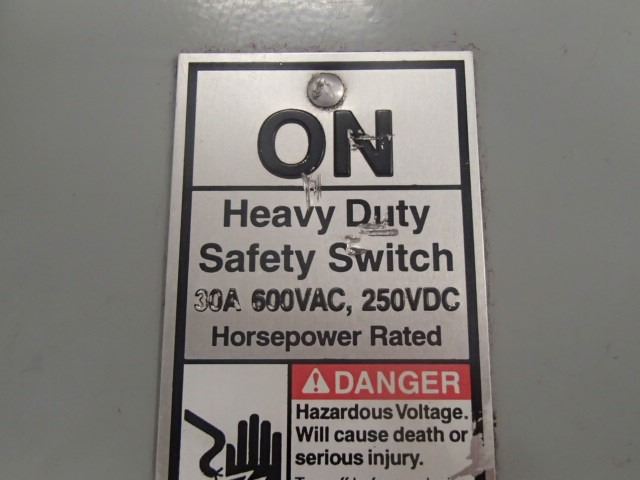 ON
Heavy Duty
Safety Switch
30A 600VAC, 250VDC
Horsepower Rated
DANGER
Hazardous Voltage.
Will cause death or
serious injury.